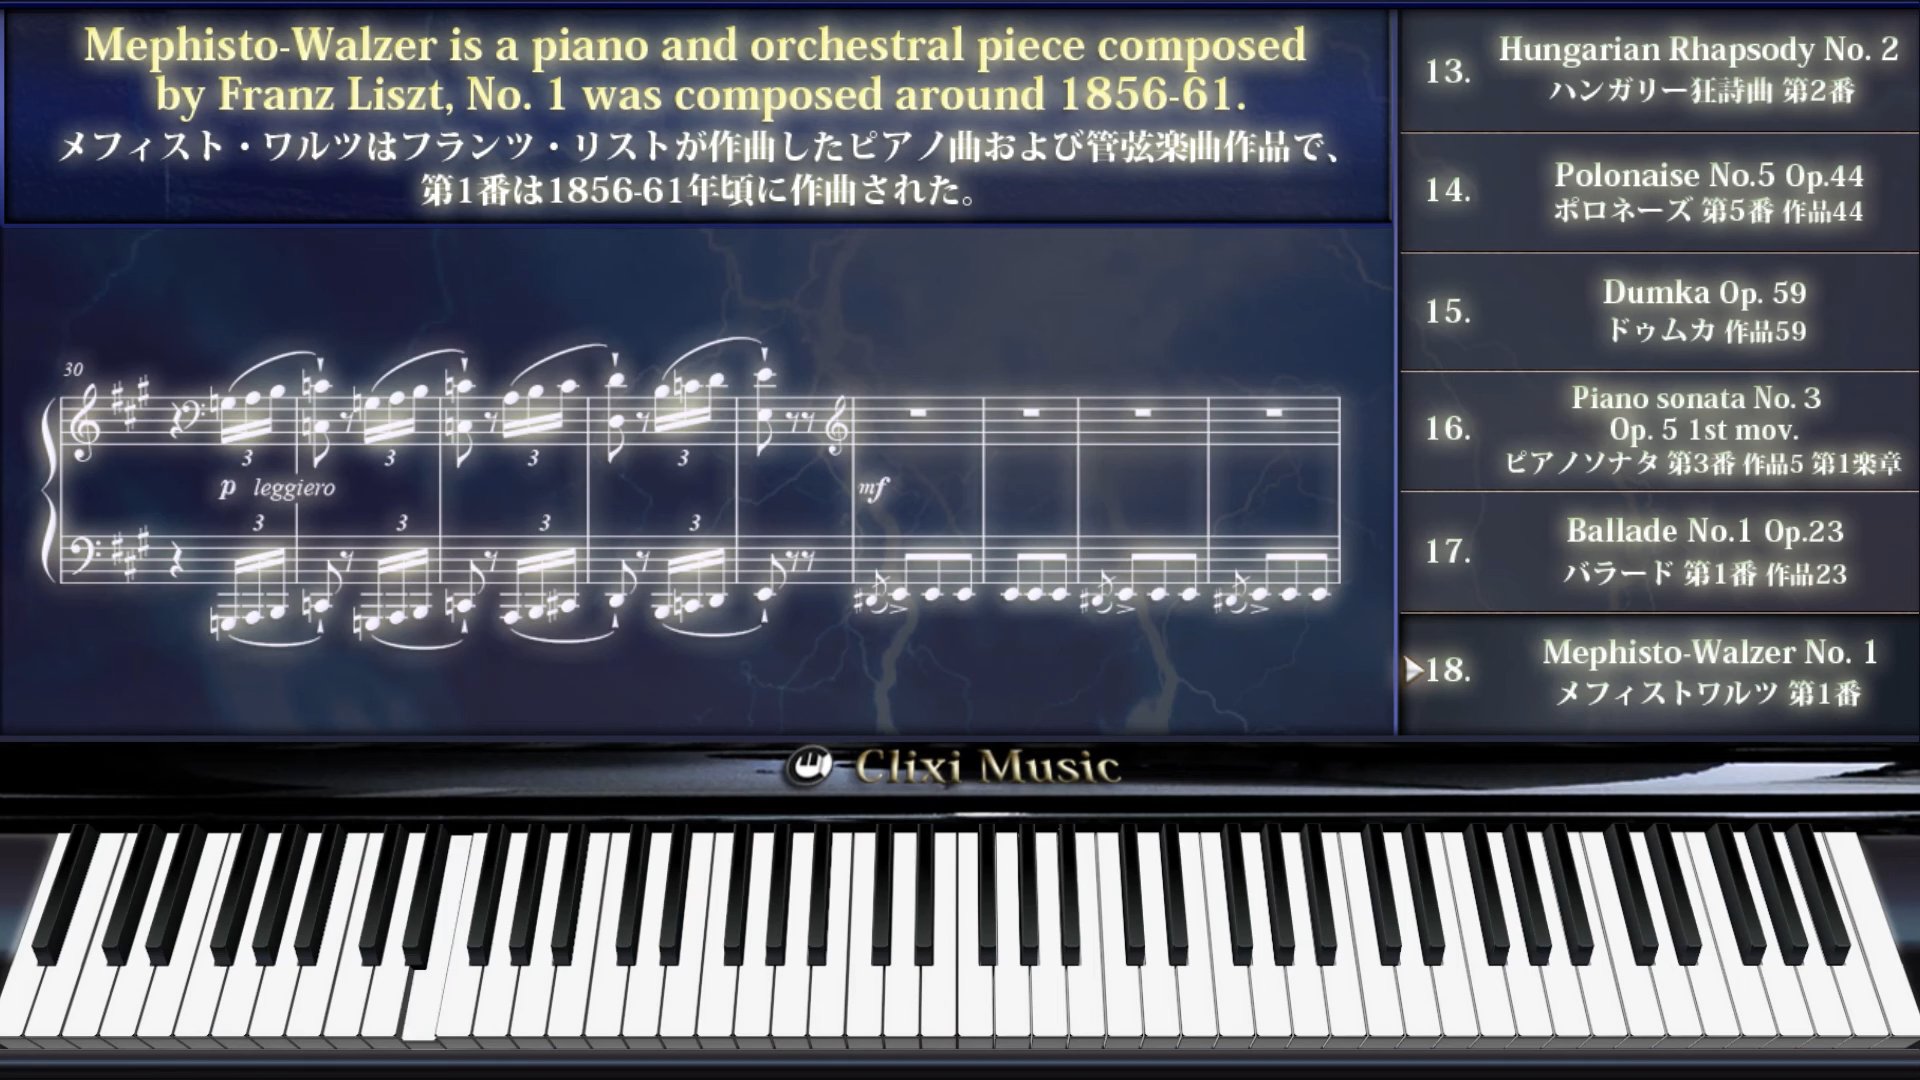 Mephisto-Walzer is a piano and orchestral piece composed
by Franz Liszt, No. 1 was composed around 1856-61.
メフィスト・ワルツはフランツ・リストが作曲したピアノ曲および管弦楽曲作品で、
第1番は1856-61年頃に作曲された。
30
3 3 3 3
p leggiero
mf
3 3 3 3
13. Hungarian Rhapsody No. 2
ハンガリー狂詩曲 第2番
14. Polonaise No.5 Op.44
ポロネーズ 第5番 作品44
15. Dumka Op. 59
ドゥムカ 作品59
16. Piano sonata No. 3
Op. 5 1st mov.
ピアノソナタ 第3番 作品5 第1楽章
17. Ballade No.1 Op.23
バラード 第1番 作品23
18. Mephisto-Walzer No. 1
メフィストワルツ 第1番
Clixi Music